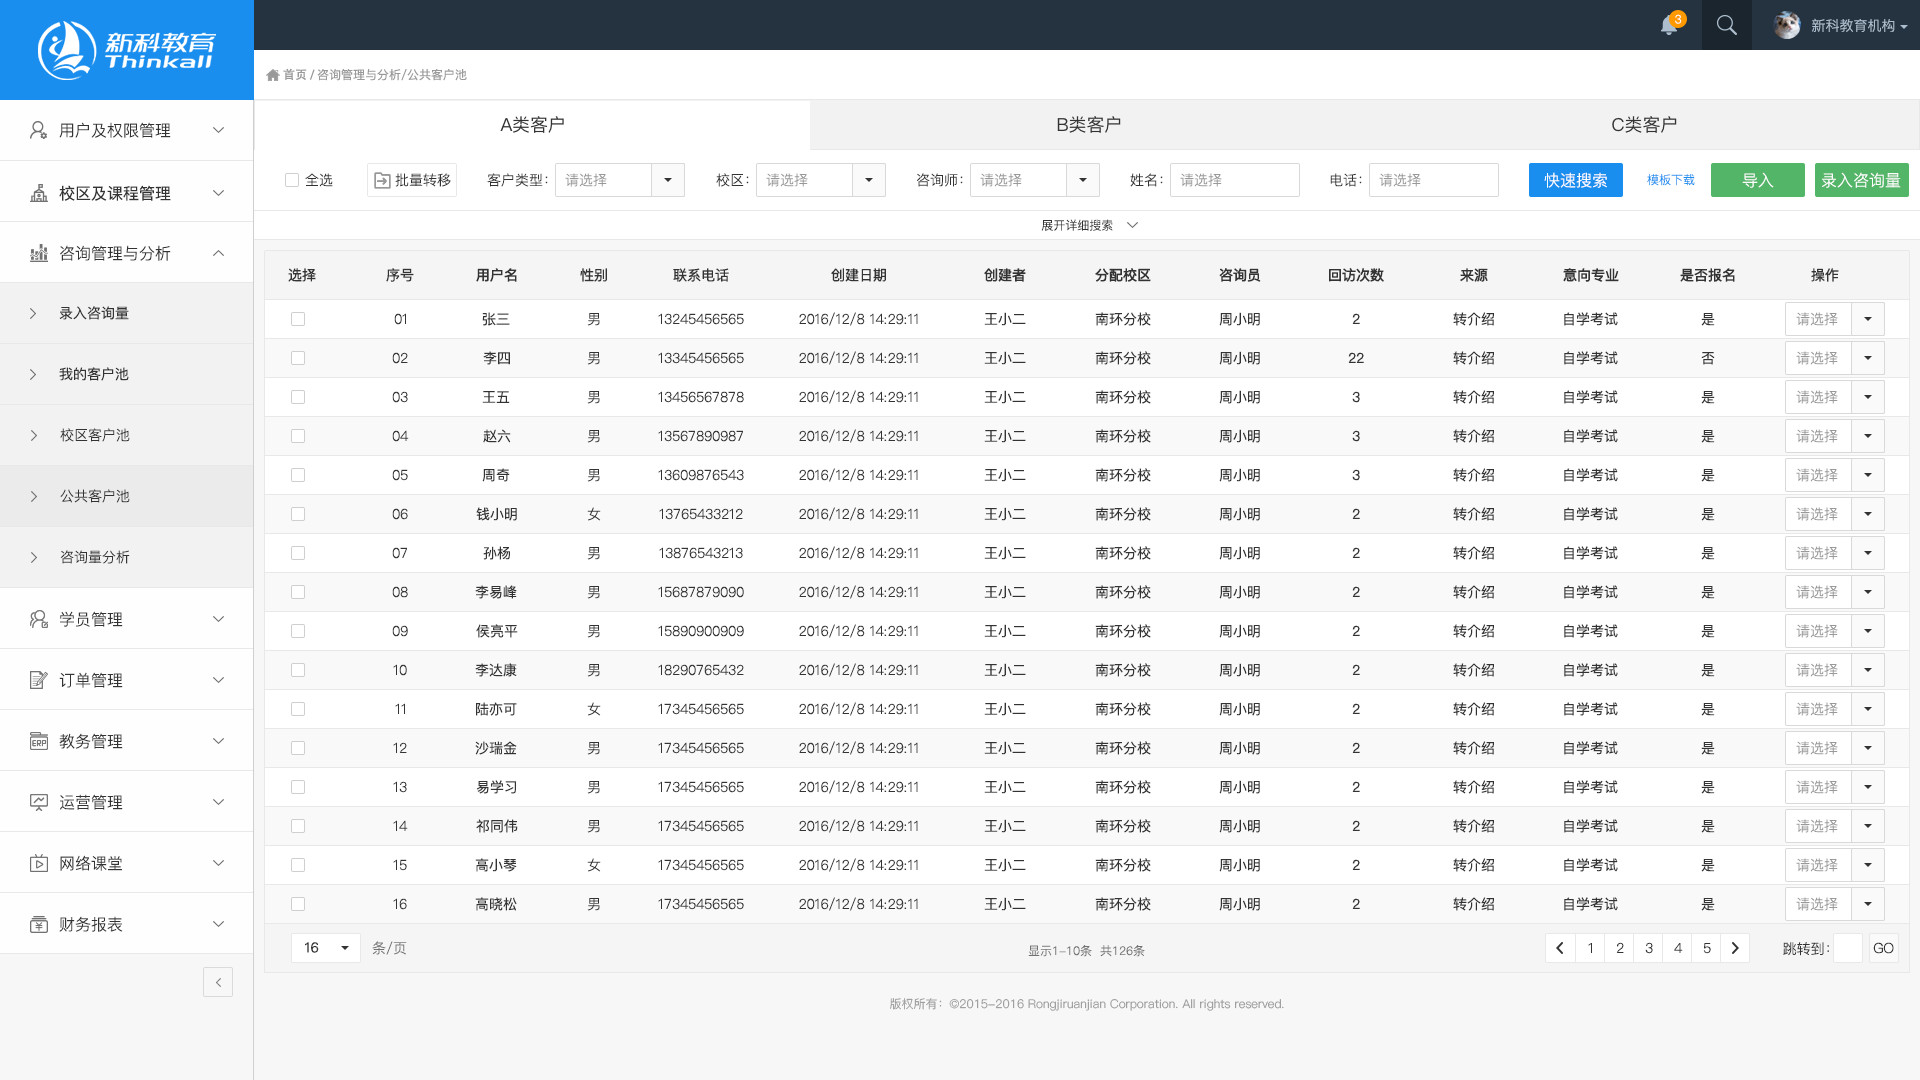 新科教育
Thinkall
3
新科教育机构
首页 / 咨询管理与分析/公共客户池
用户及权限管理
校区及课程管理
咨询管理与分析
录入咨询量
我的客户池
校区客户池
公共客户池
咨询量分析
学员管理
订单管理
教务管理
ERP
运营管理
网络课堂
财务报表
A类客户 B类客户 C类客户
全选 批量转移 客户类型: 请选择 校区: 请选择 咨询师: 请选择 姓名: 请选择 电话: 请选择 快速搜索 模板下载 导入 录入咨询量
展开详细搜索
选择 序号 用户名 性别 联系电话 创建日期 创建者 分配校区 咨询员 回访次数 来源 意向专业 是否报名 操作
01 张三 男 13245456565 2016/12/8 14:29:11 王小二 南环分校 周小明 2 转介绍 自学考试 是 请选择
02 李四 男 13345456565 2016/12/8 14:29:11 王小二 南环分校 周小明 22 转介绍 自学考试 否 请选择
03 王五 男 13456567878 2016/12/8 14:29:11 王小二 南环分校 周小明 3 转介绍 自学考试 是 请选择
04 赵六 男 13567890987 2016/12/8 14:29:11 王小二 南环分校 周小明 3 转介绍 自学考试 是 请选择
05 周奇 男 13609876543 2016/12/8 14:29:11 王小二 南环分校 周小明 3 转介绍 自学考试 是 请选择
06 钱小明 女 13765433212 2016/12/8 14:29:11 王小二 南环分校 周小明 2 转介绍 自学考试 是 请选择
07 孙杨 男 13876543213 2016/12/8 14:29:11 王小二 南环分校 周小明 2 转介绍 自学考试 是 请选择
08 李易峰 男 15687879090 2016/12/8 14:29:11 王小二 南环分校 周小明 2 转介绍 自学考试 是 请选择
09 侯亮平 男 15890900909 2016/12/8 14:29:11 王小二 南环分校 周小明 2 转介绍 自学考试 是 请选择
10 李达康 男 18290765432 2016/12/8 14:29:11 王小二 南环分校 周小明 2 转介绍 自学考试 是 请选择
11 陆亦可 女 17345456565 2016/12/8 14:29:11 王小二 南环分校 周小明 2 转介绍 自学考试 是 请选择
12 沙瑞金 男 17345456565 2016/12/8 14:29:11 王小二 南环分校 周小明 2 转介绍 自学考试 是 请选择
13 易学习 男 17345456565 2016/12/8 14:29:11 王小二 南环分校 周小明 2 转介绍 自学考试 是 请选择
14 祁同伟 男 17345456565 2016/12/8 14:29:11 王小二 南环分校 周小明 2 转介绍 自学考试 是 请选择
15 高小琴 女 17345456565 2016/12/8 14:29:11 王小二 南环分校 周小明 2 转介绍 自学考试 是 请选择
16 高晓松 男 17345456565 2016/12/8 14:29:11 王小二 南环分校 周小明 2 转介绍 自学考试 是 请选择
16 条/页 显示1-10条 共126条 1 2 3 4 5 跳转到: GO
版权所有: ©2015-2016 Rongjiruanjian Corporation. All rights reserved.